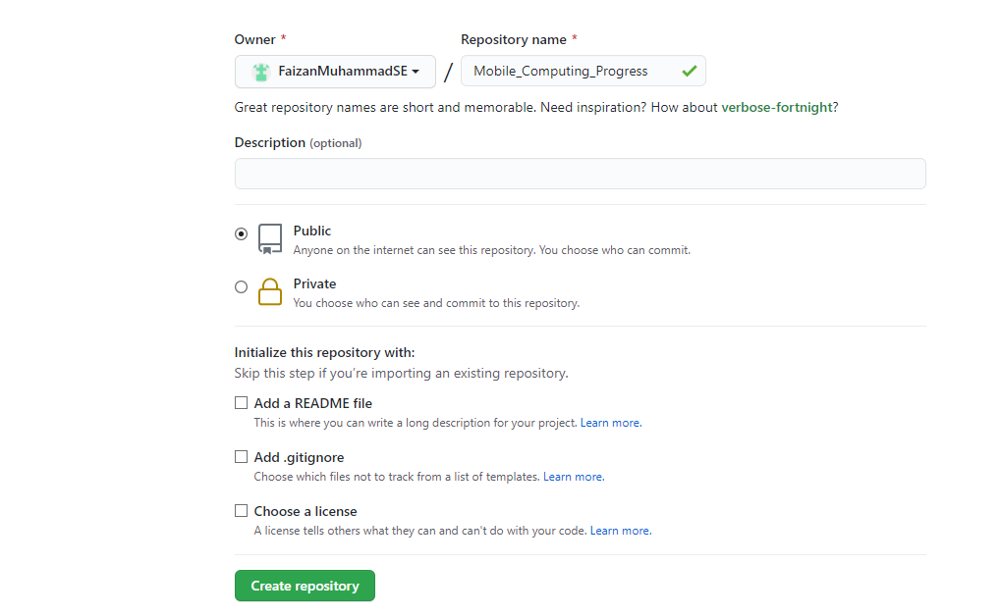 Owner *
Repository name *
FaizanMuhammadSE
/
Mobile_Computing_Progress
Great repository names are short and memorable. Need inspiration? How about verbose-fortnight?
Description (optional)
Public
Anyone on the internet can see this repository. You choose who can commit.
Private
You choose who can see and commit to this repository.
Initialize this repository with:
Skip this step if you’re importing an existing repository.
Add a README file
This is where you can write a long description for your project. Learn more.
Add .gitignore
Choose which files not to track from a list of templates. Learn more.
Choose a license
A license tells others what they can and can't do with your code. Learn more.
Create repository